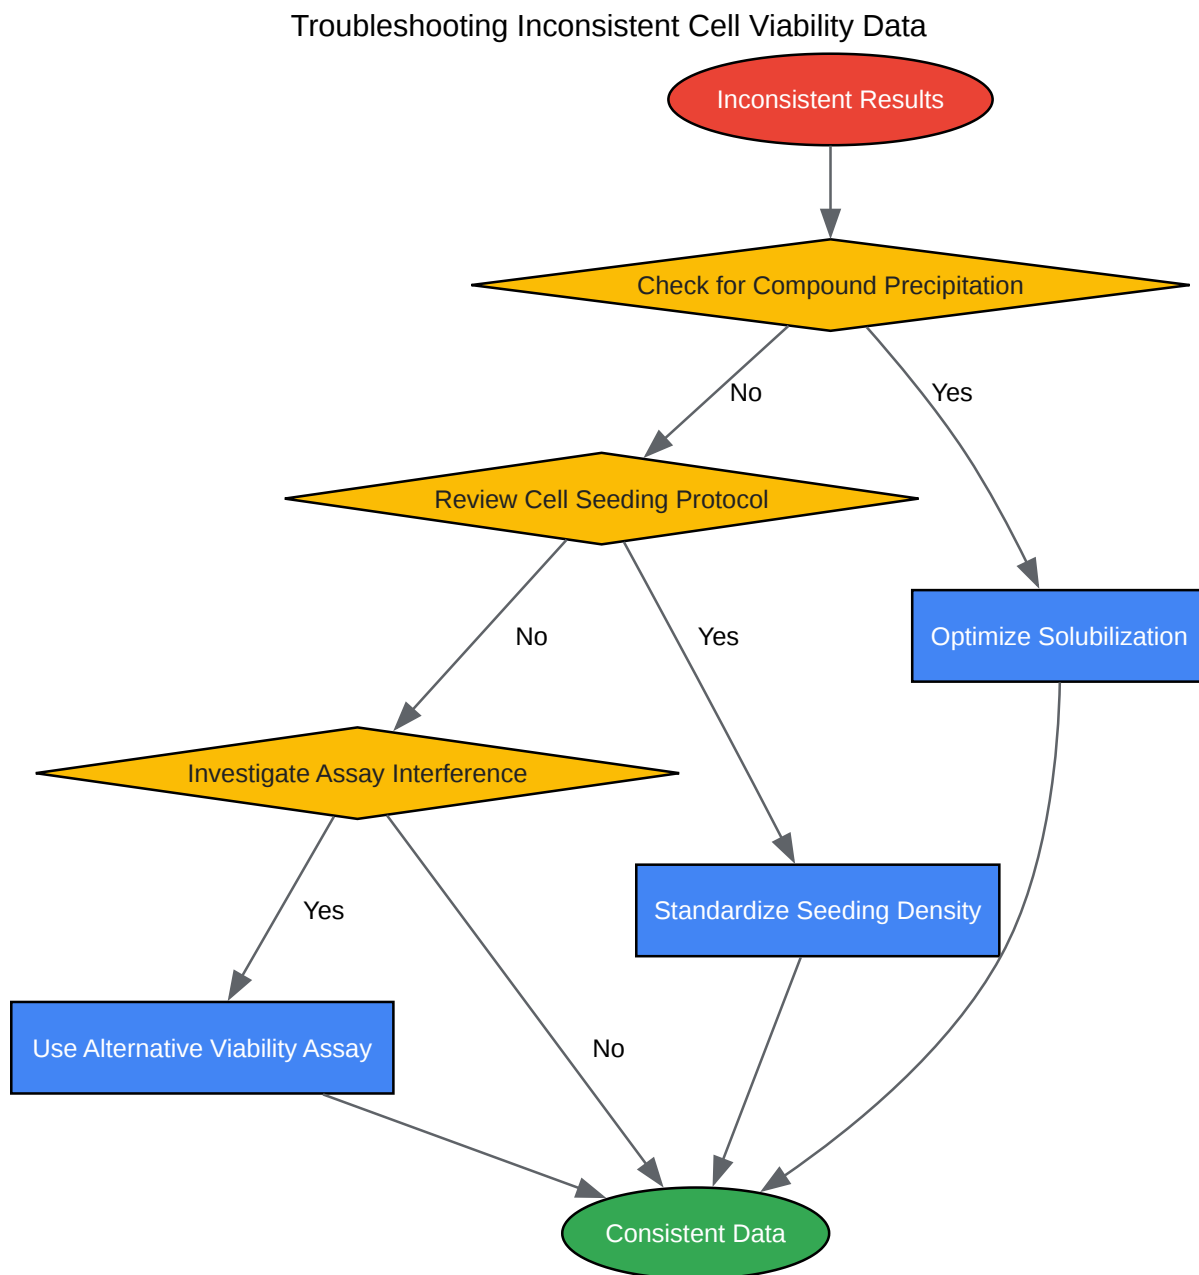 Troubleshooting Inconsistent Cell Viability Data
Inconsistent Results
Check for Compound Precipitation
No
Yes
Review Cell Seeding Protocol
No
Yes
Optimize Solubilization
Investigate Assay Interference
Yes
Standardize Seeding Density
Use Alternative Viability Assay
No
Consistent Data